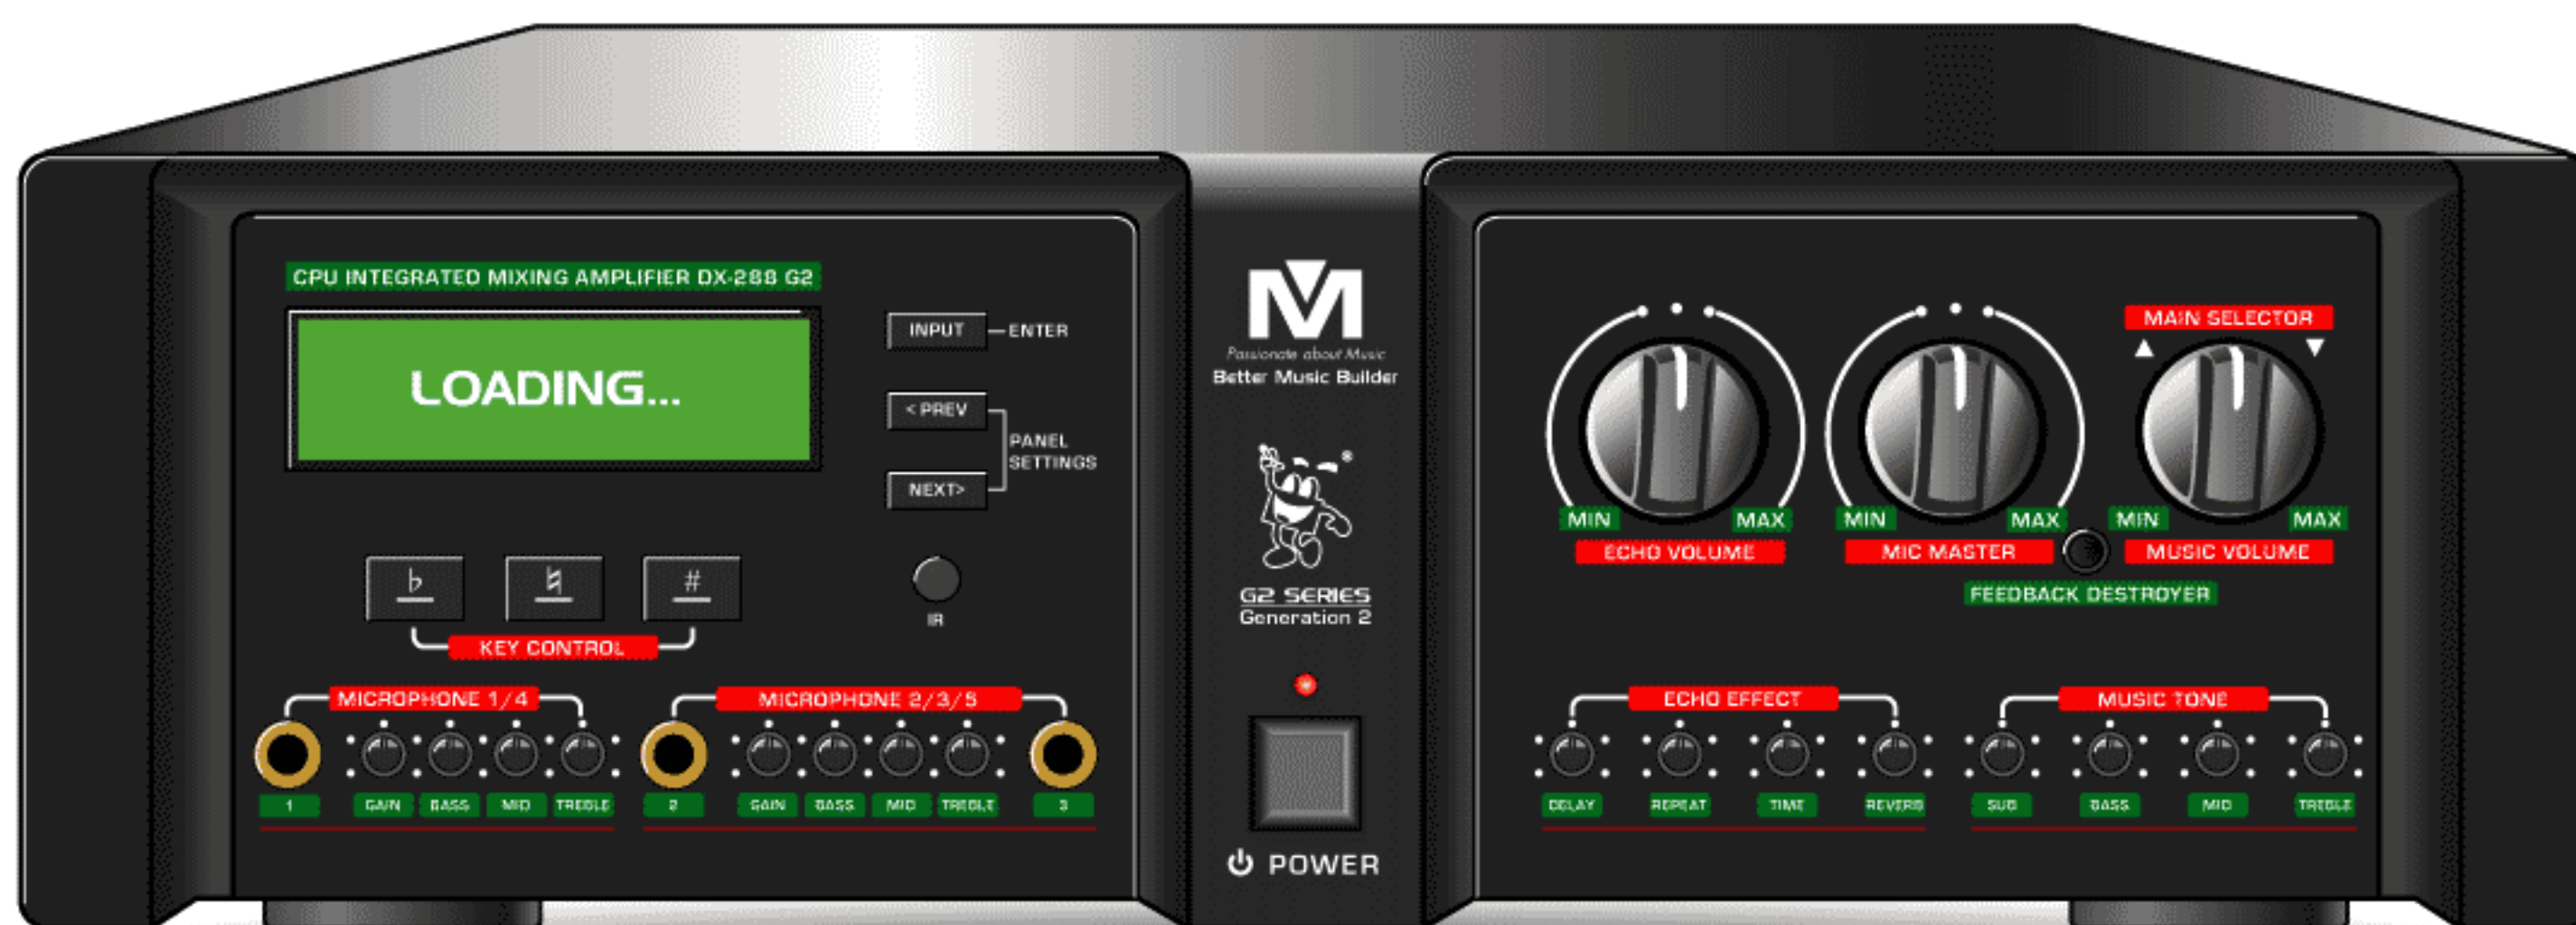 CPU INTEGRATED MIXING AMPLIFIER DX-288 G2
LOADING...
INPUT ENTER
< PREV
PANEL
SETTINGS
NEXT>
♭ ♮ #
KEY CONTROL
IR
MICROPHONE 1/4
MICROPHONE 2/3/5
1 GAIN BASS MID TREBLE 2 GAIN BASS MID TREBLE 3
M
Passionate about Music
Better Music Builder
®
G2 SERIES
Generation 2
POWER
MAIN SELECTOR
MIN MAX MIN MAX MIN MAX
ECHO VOLUME MIC MASTER MUSIC VOLUME
FEEDBACK DESTROYER
ECHO EFFECT MUSIC TONE
DELAY REPEAT TIME REVERB SUB BASS MID TREBLE